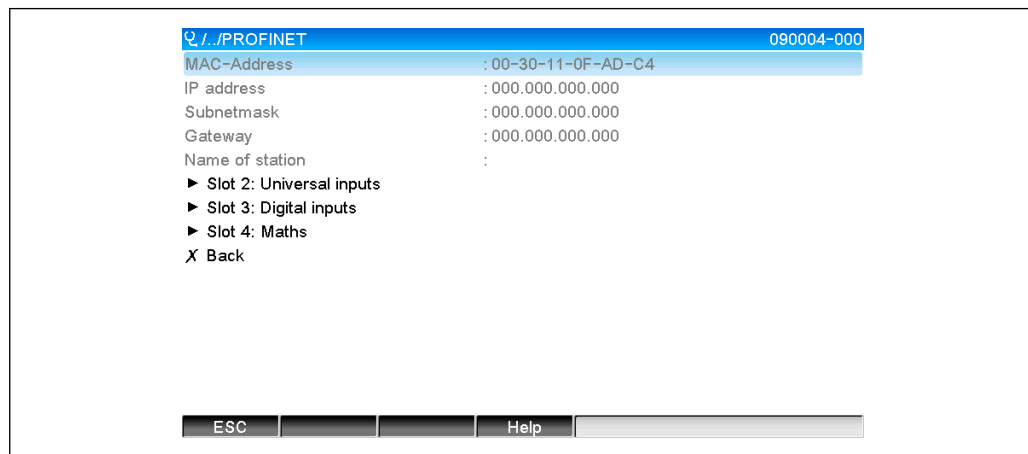 /../PROFINET 090004-000
MAC-Address : 00-30-11-0F-AD-C4
IP address : 000.000.000.000
Subnetmask : 000.000.000.000
Gateway : 000.000.000.000
Name of station :
► Slot 2: Universal inputs
► Slot 3: Digital inputs
► Slot 4: Maths
X Back
ESC Help